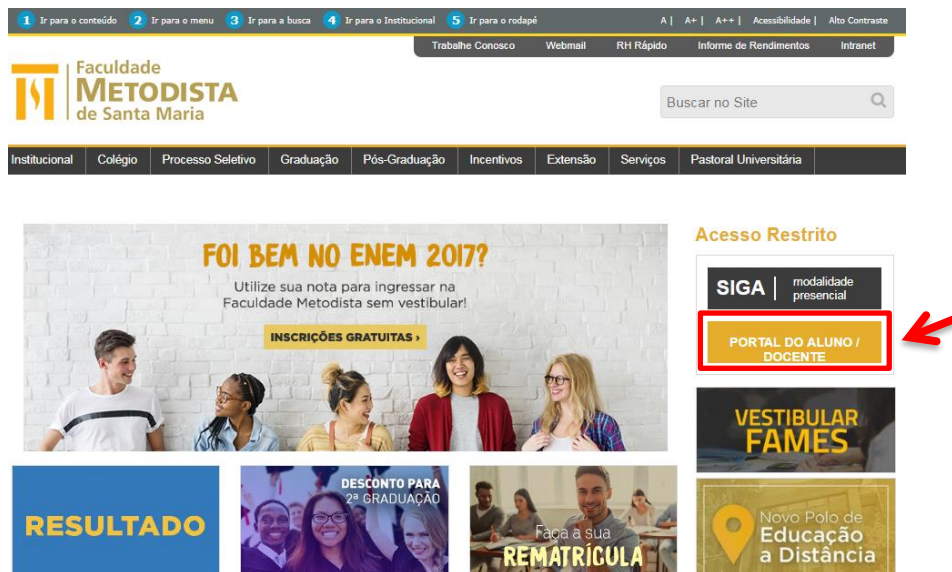 1 Ir para o conteúdo 2 Ir para o menu 3 Ir para a busca 4 Ir para o Institucional 5 Ir para o rodapé A | A+ | A++ | Acessibilidade | Alto Contraste
Trabalhe Conosco Webmail RH Rápido Informe de Rendimentos Intranet
Faculdade
METODISTA
de Santa Maria
Buscar no Site
Institucional Colégio Processo Seletivo Graduação Pós-Graduação Incentivos Extensão Serviços Pastoral Universitária
FOI BEM NO ENEM 2017?
Utilize sua nota para ingressar na
Faculdade Metodista sem vestibular!
INSCRIÇÕES GRATUITAS ›
Acesso Restrito
SIGA | modalidade
presencial
PORTAL DO ALUNO /
DOCENTE
VESTIBULAR
FAMES
RESULTADO
DESCONTO PARA
2ª GRADUAÇÃO
Faça a sua
REMATRÍCULA
Novo Polo de
Educação
a Distância